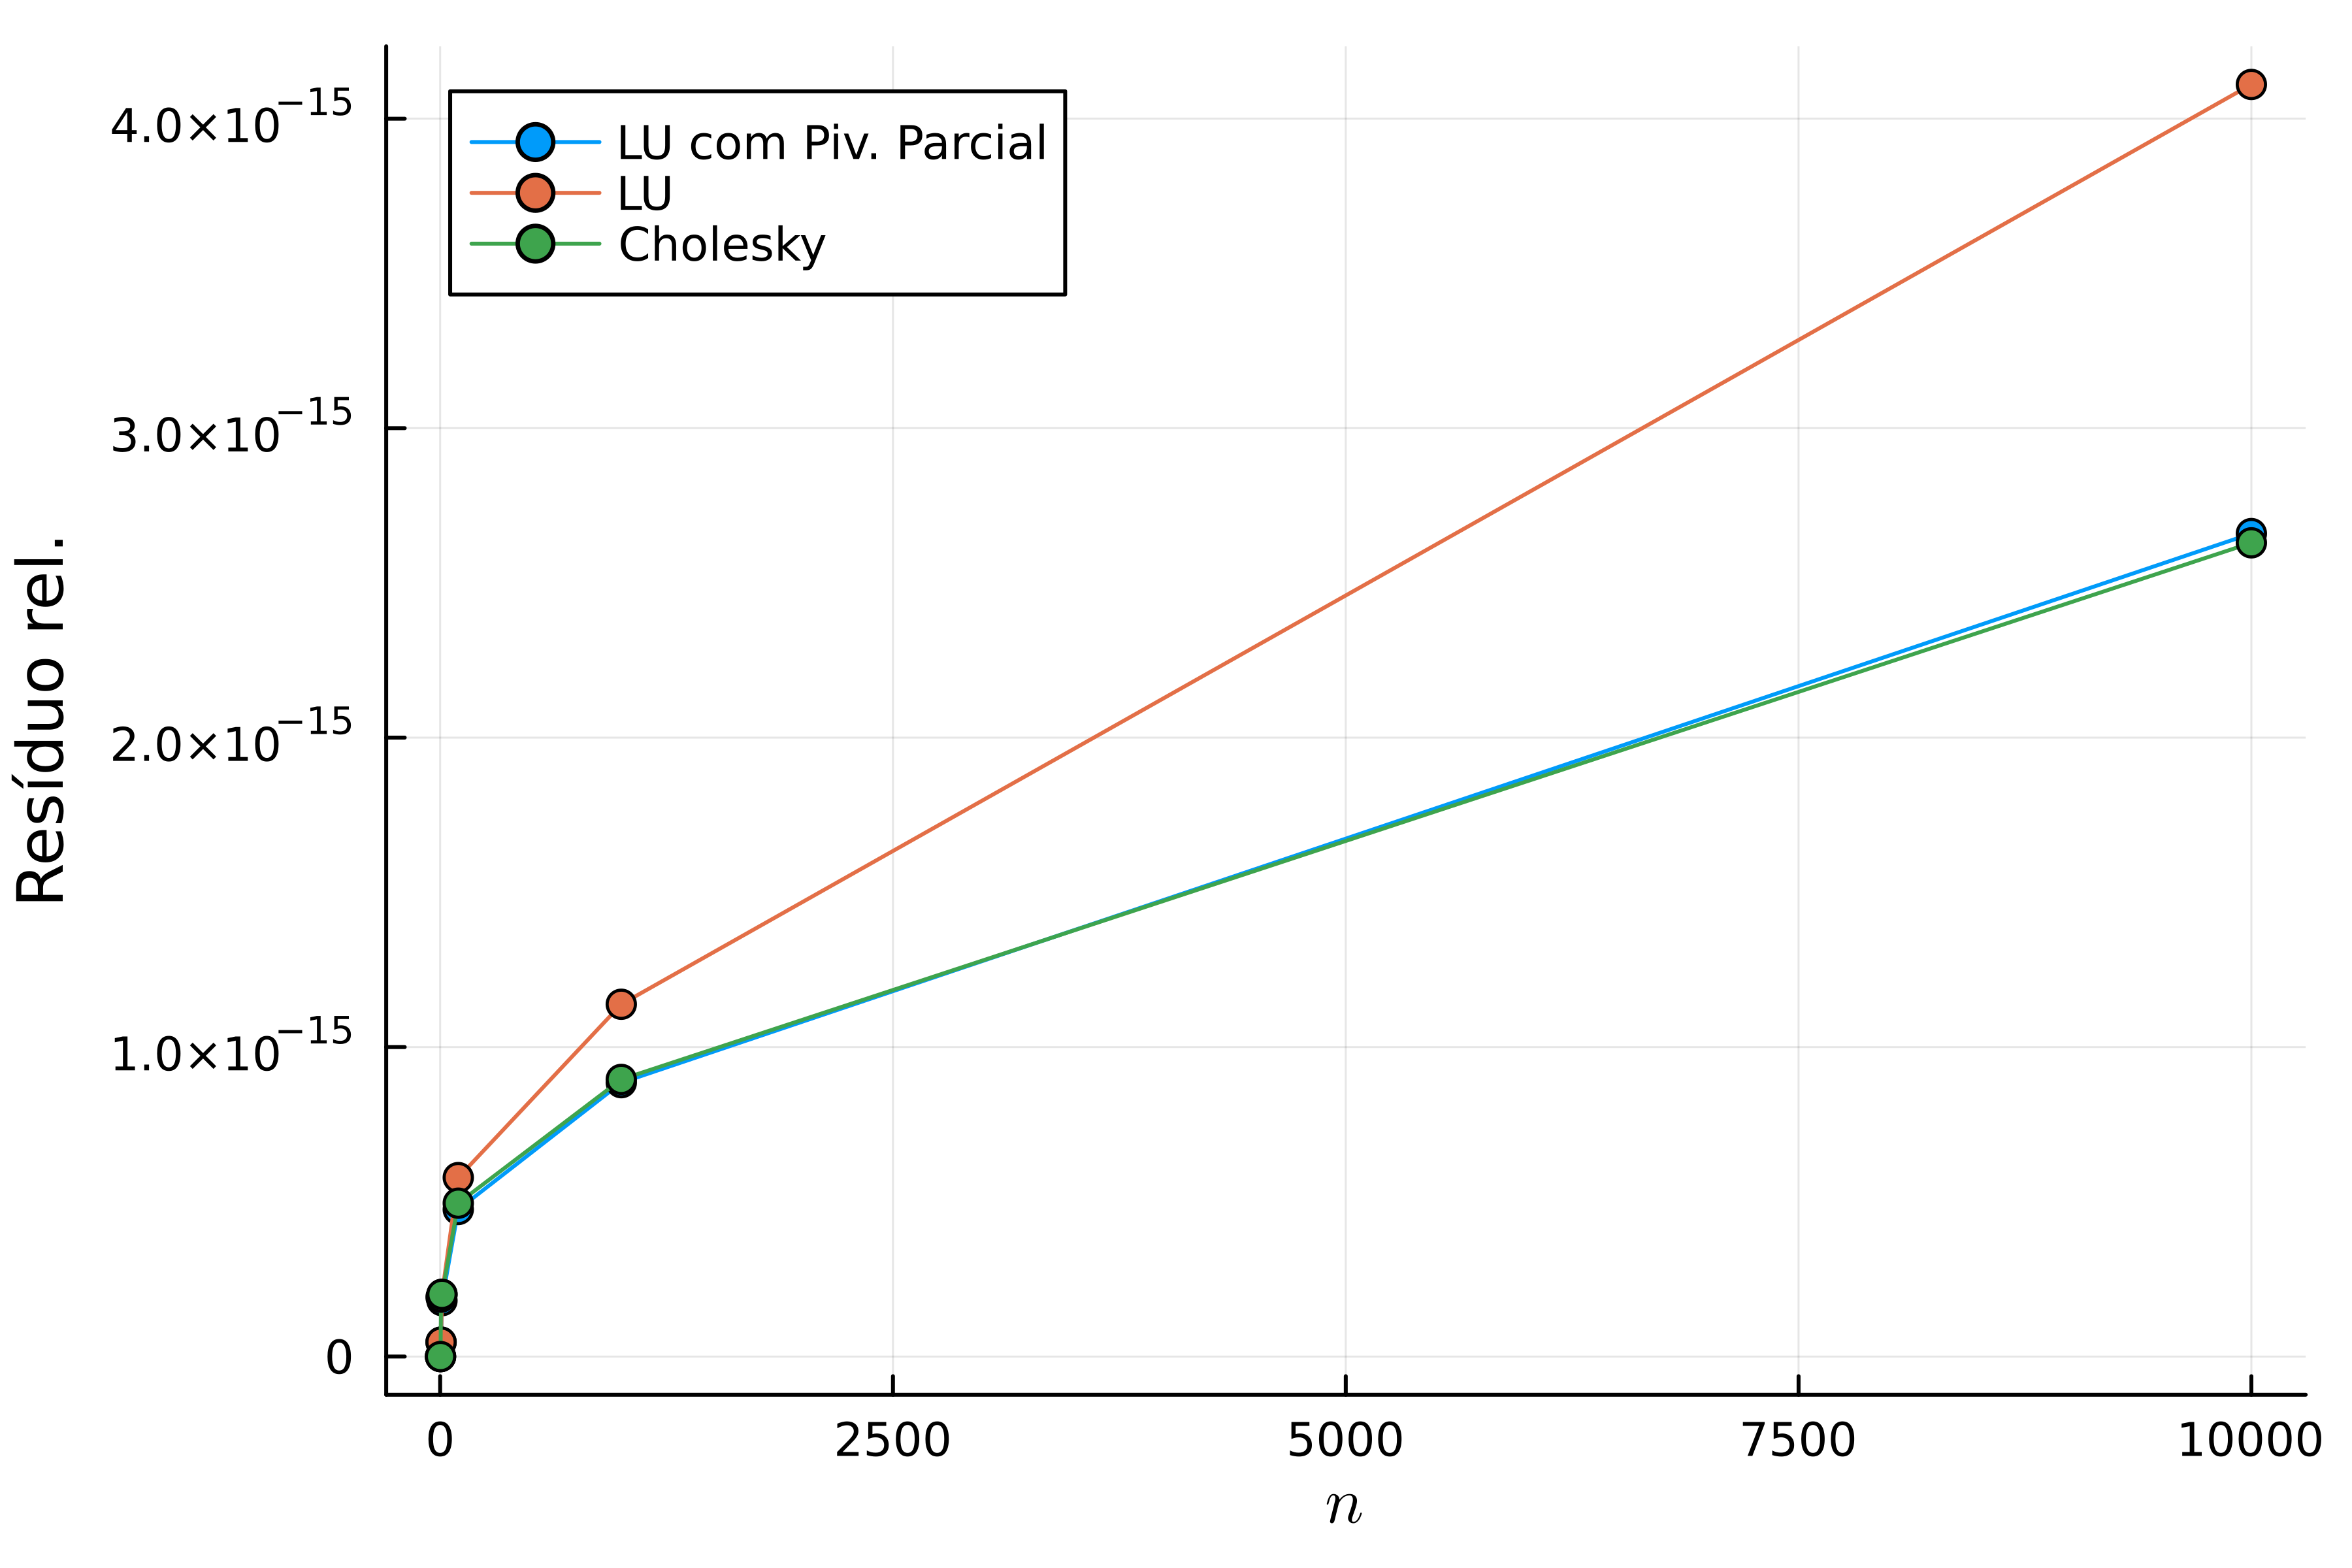 4.0×10−15
LU com Piv. Parcial
LU
Cholesky
3.0×10−15
Resíduo rel.
2.0×10−15
1.0×10−15
0
0 2500 5000 7500 10000
n